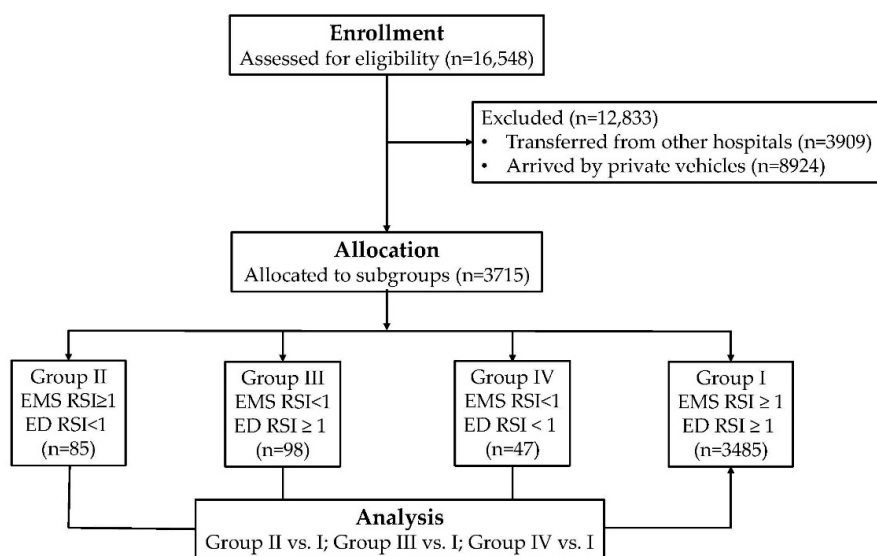 Enrollment
Assessed for eligibility (n=16,548)
Excluded (n=12,833)
• Transferred from other hospitals (n=3909)
• Arrived by private vehicles (n=8924)
Allocation
Allocated to subgroups (n=3715)
Group II
EMS RSI≥1
ED RSI<1
(n=85)
Group III
EMS RSI<1
ED RSI ≥ 1
(n=98)
Group IV
EMS RSI<1
ED RSI < 1
(n=47)
Group I
EMS RSI ≥ 1
ED RSI ≥ 1
(n=3485)
Analysis
Group II vs. I; Group III vs. I; Group IV vs. I